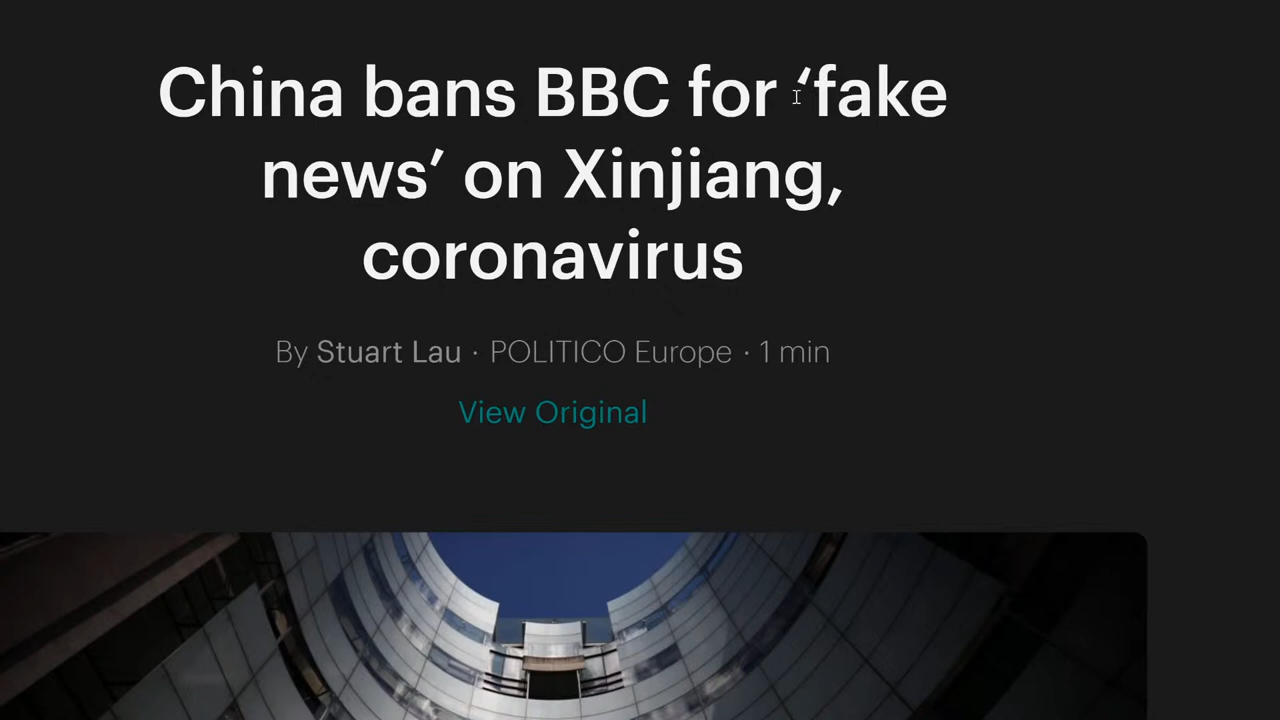 China bans BBC for ‘fake
news’ on Xinjiang,
coronavirus
By Stuart Lau · POLITICO Europe · 1 min
View Original